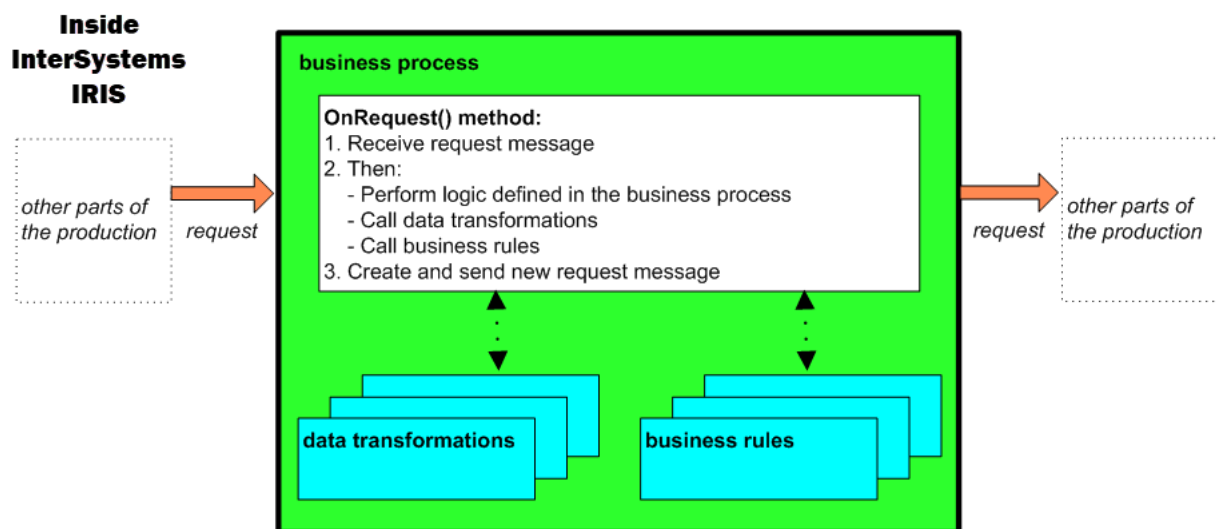 Inside
InterSystems
IRIS
business process
OnRequest() method:
1. Receive request message
2. Then:
- Perform logic defined in the business process
- Call data transformations
- Call business rules
3. Create and send new request message
other parts of
the production
request
request
other parts of
the production
data transformations
business rules